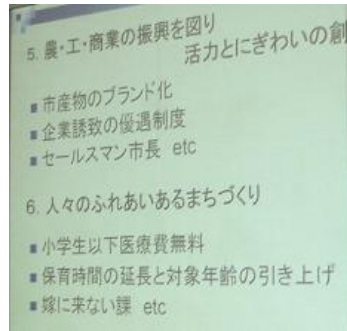 5. 農・工・商業の振興を図り
活力とにぎわいの創
■市産物のブランド化
■企業誘致の優遇制度
■セールスマン市長 etc
6. 人々のふれあいあるまちづくり
■小学生以下医療費無料
■保育時間の延長と対象年齢の引き上げ
■嫁に来ない課 etc